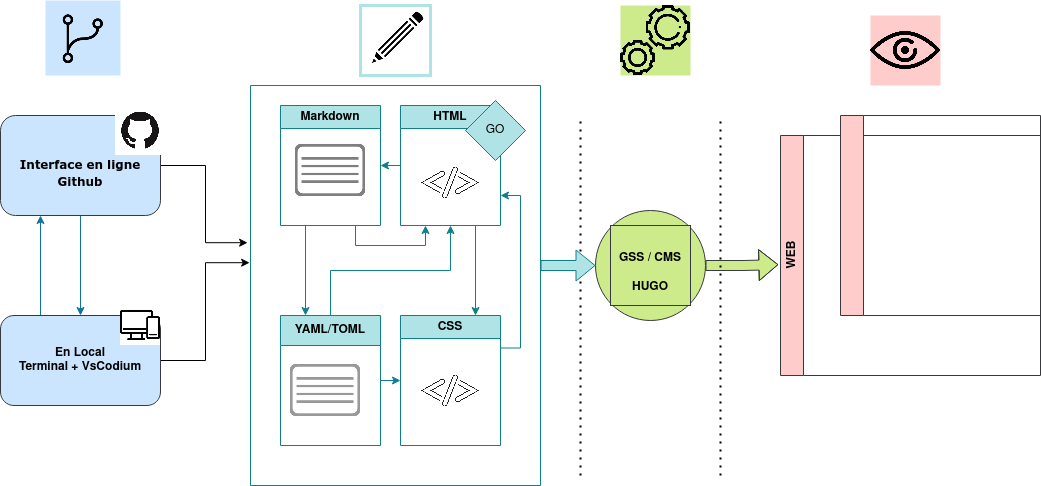 Interface en ligne
Github
En Local
Terminal + VsCodium
Markdown
HTML
GO
YAML/TOML
CSS
GSS / CMS
HUGO
WEB